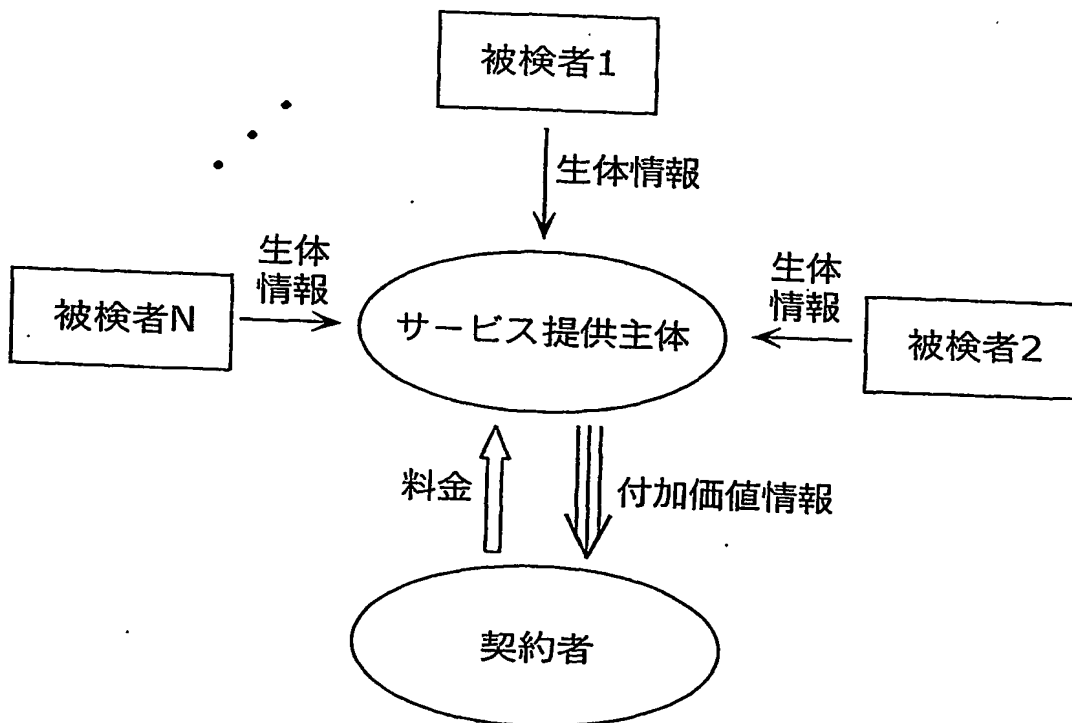 被検者1
生体情報
生体
情報
被検者N
サービス提供主体
生体
情報
被検者2
料金
付加価値情報
契約者